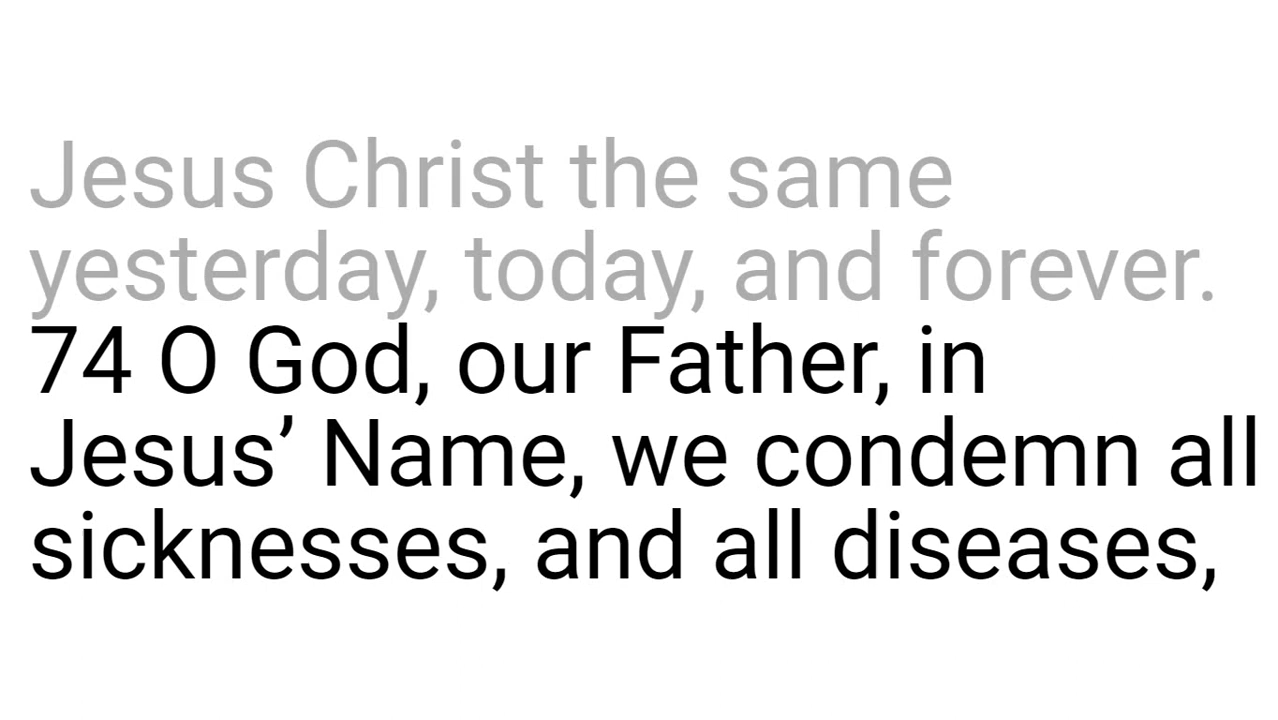 Jesus Christ the same
yesterday, today, and forever.
74 O God, our Father, in
Jesus’ Name, we condemn all
sicknesses, and all diseases,